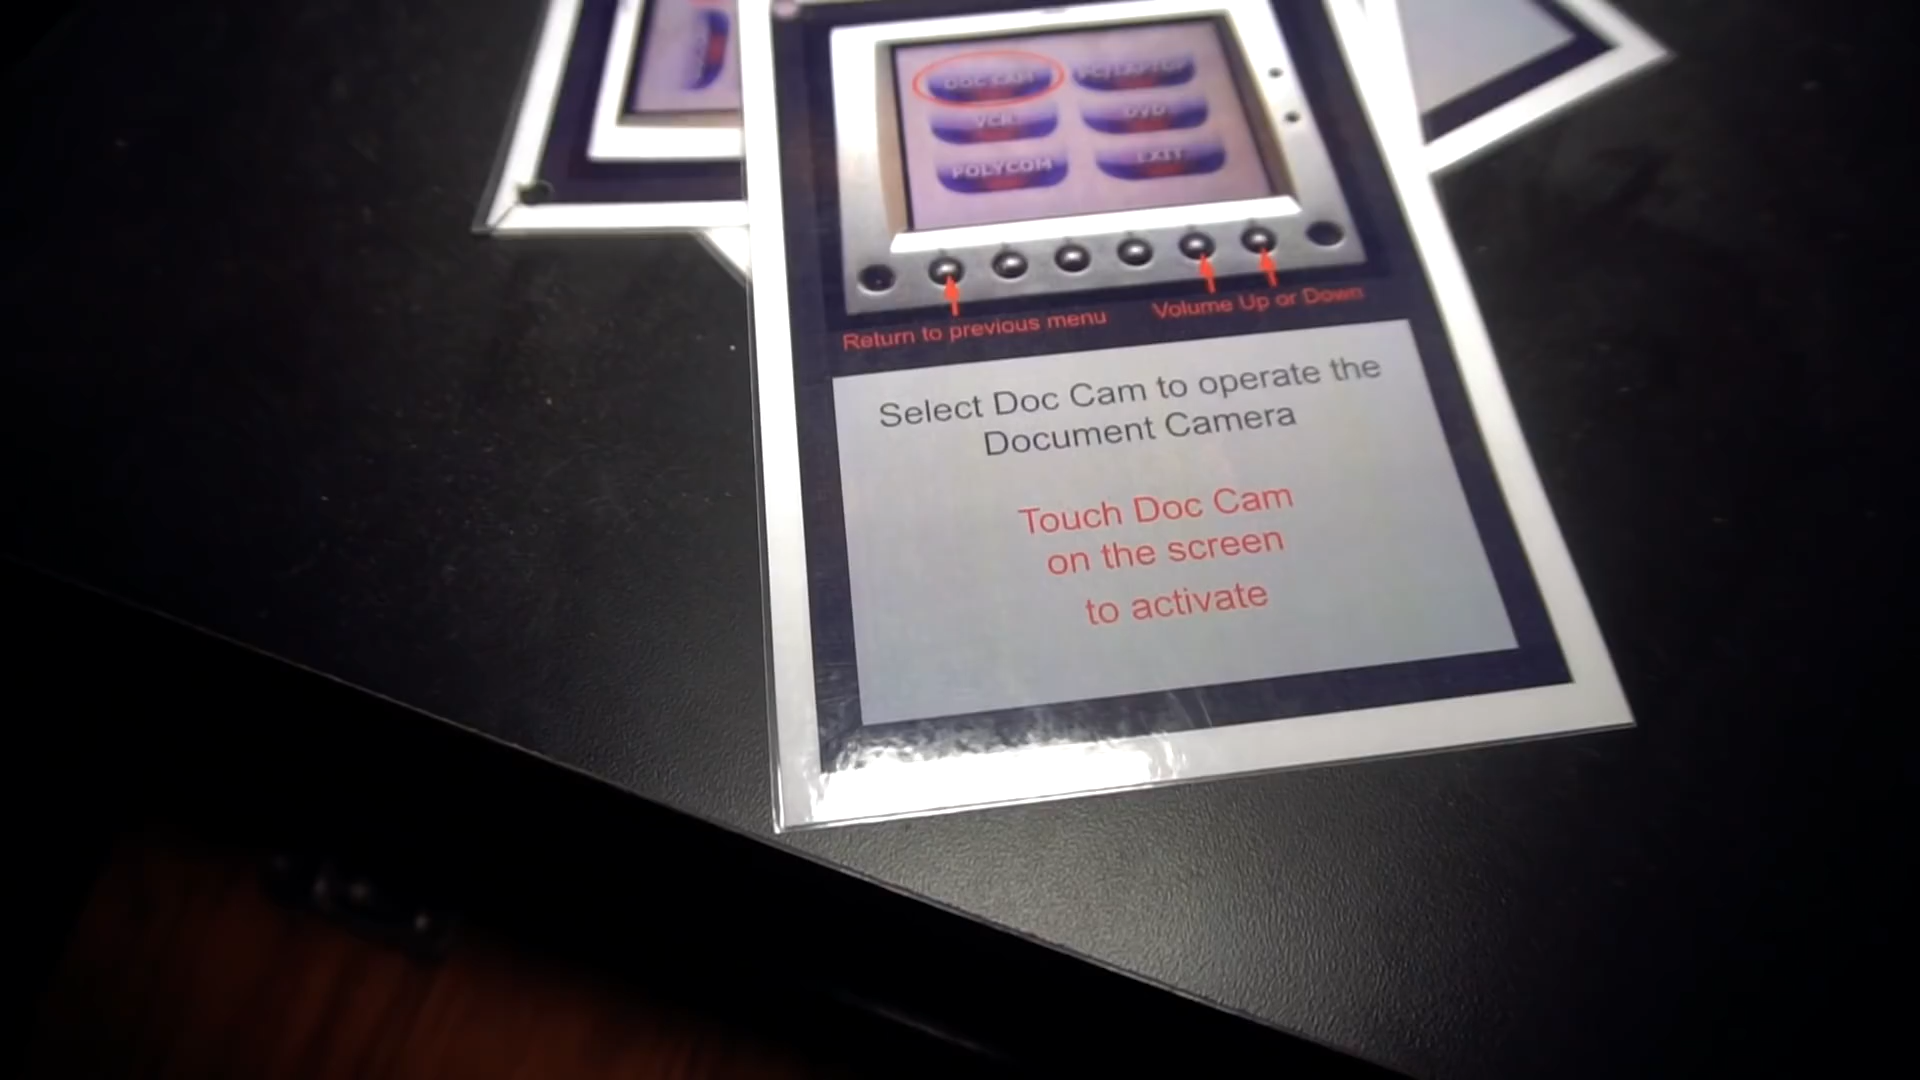 DOC CAM PC/LAPTOP
VCR DVD
POLYCOM EXIT
Return to previous menu
Volume Up or Down
Select Doc Cam to operate the
Document Camera
Touch Doc Cam
on the screen
to activate